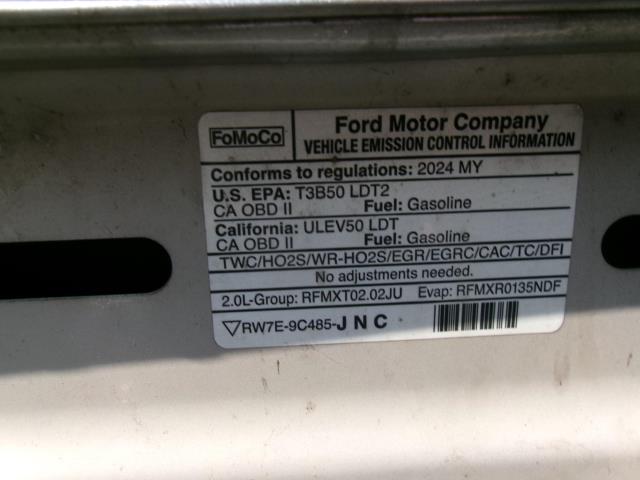 FoMoCo
Ford Motor Company
VEHICLE EMISSION CONTROL INFORMATION
Conforms to regulations: 2024 MY
U.S. EPA: T3B50 LDT2
CA OBD II Fuel: Gasoline
California: ULEV50 LDT
CA OBD II Fuel: Gasoline
TWC/HO2S/WR-HO2S/EGR/EGRC/CAC/TC/DFI
No adjustments needed.
2.0L-Group: RFMXT02.02JU Evap: RFMXR0135NDF
RW7E-9C485-J N C